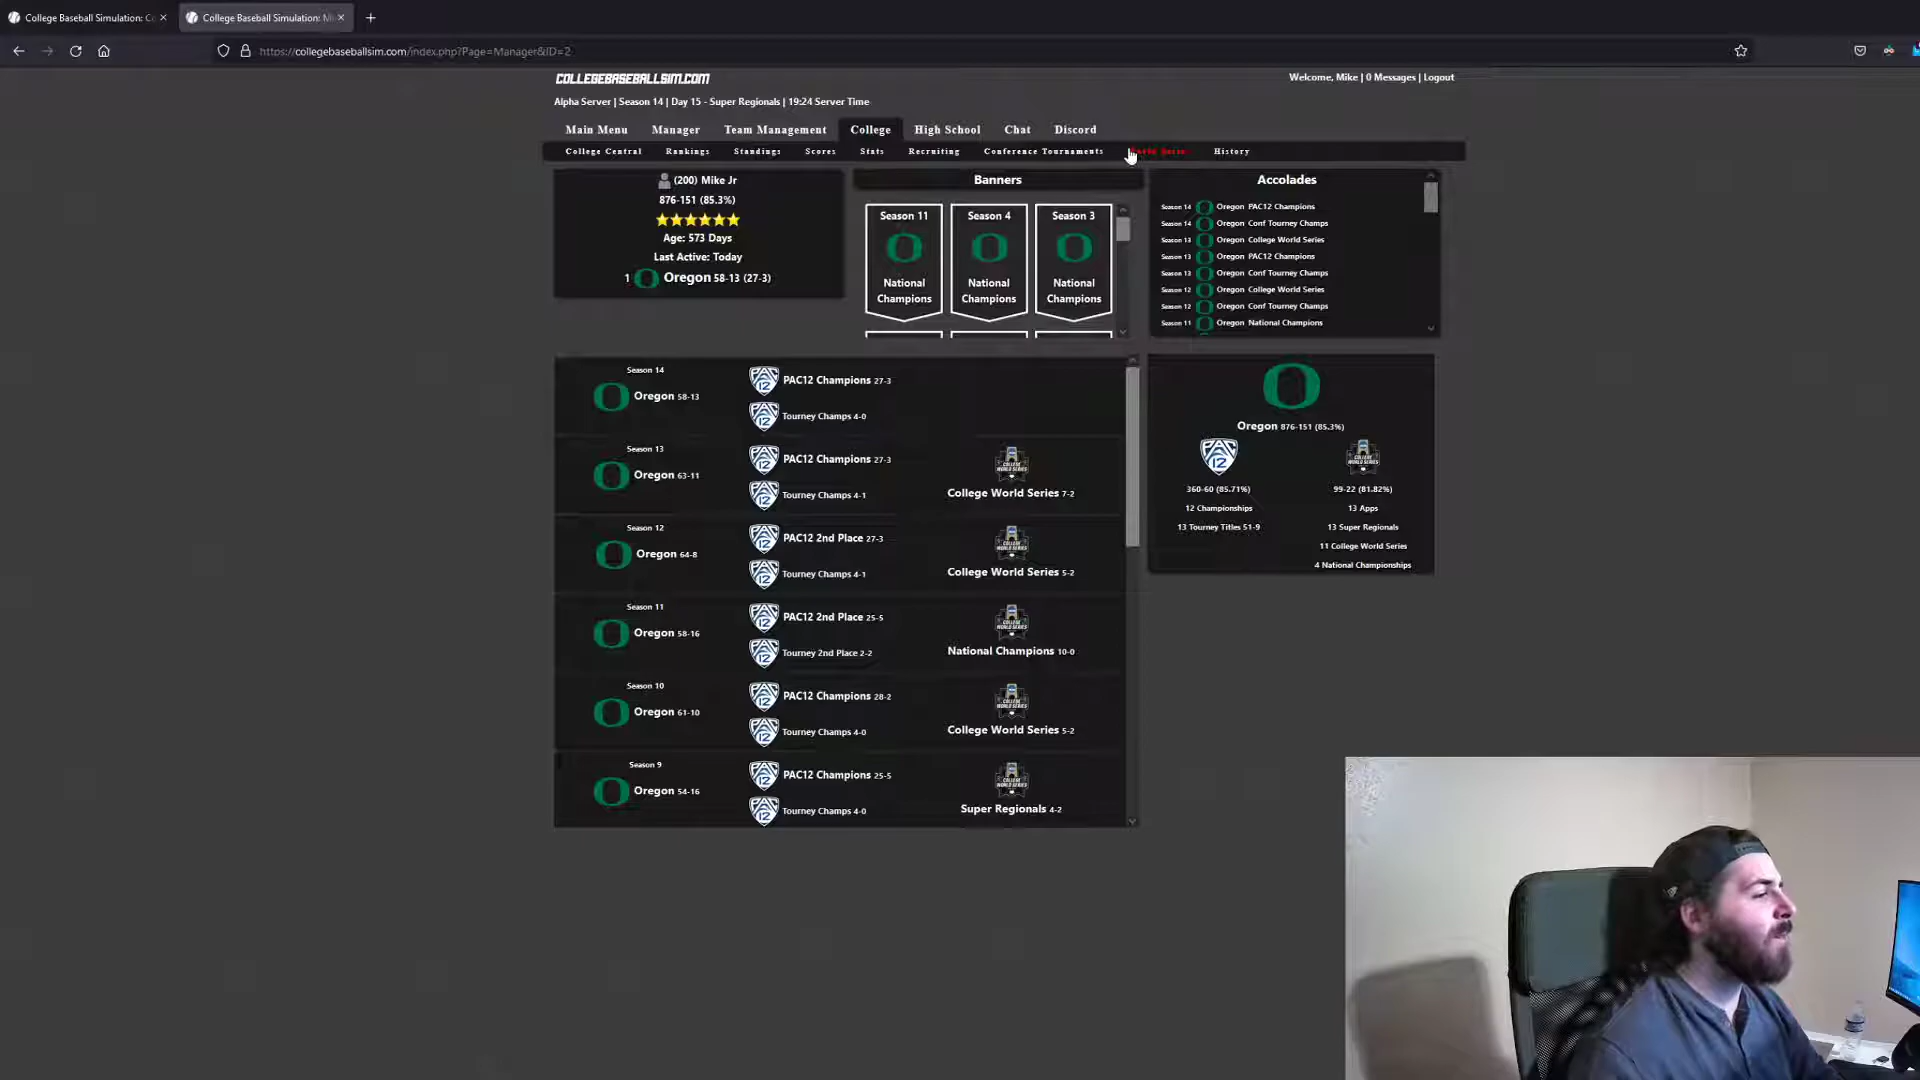 College Baseball Simulation: Co
College Baseball Simulation: M
https://collegebaseballsim.com/index.php?Page=Manager&ID=2
COLLEGEBASEBALLSIM.COM
Welcome, Mike | 0 Messages | Logout
Alpha Server | Season 14 | Day 15 - Super Regionals | 19:24 Server Time
Main Menu Manager Team Management College High School Chat Discord
College Central Rankings Standings Scores Stats Recruiting Conference Tournaments History
(200) Mike Jr
876-151 (85.3%)
Age: 573 Days
Last Active: Today
1 Oregon 58-13 (27-3)
Banners
Season 11 Season 4 Season 3
National Champions National Champions National Champions
Accolades
Season 14 Oregon PAC12 Champions
Season 14 Oregon Conf Tourney Champs
Season 13 Oregon College World Series
Season 13 Oregon PAC12 Champions
Season 13 Oregon Conf Tourney Champs
Season 12 Oregon College World Series
Season 12 Oregon Conf Tourney Champs
Season 11 Oregon National Champions
Season 14
Oregon 58-13
PAC12 Champions 27-3
Tourney Champs 4-0
Season 13
Oregon 63-11
PAC12 Champions 27-3
Tourney Champs 4-1
College World Series 7-2
Season 12
Oregon 64-8
PAC12 2nd Place 27-3
Tourney Champs 4-1
College World Series 5-2
Season 11
Oregon 58-16
PAC12 2nd Place 25-5
Tourney 2nd Place 2-2
National Champions 10-0
Season 10
Oregon 61-10
PAC12 Champions 28-2
Tourney Champs 4-0
College World Series 5-2
Season 9
Oregon 54-16
PAC12 Champions 25-5
Tourney Champs 4-0
Super Regionals 4-2
Oregon 876-151 (85.3%)
360-60 (85.71%)
12 Championships
13 Tourney Titles 51-9
99-22 (81.82%)
13 Apps
13 Super Regionals
11 College World Series
4 National Championships